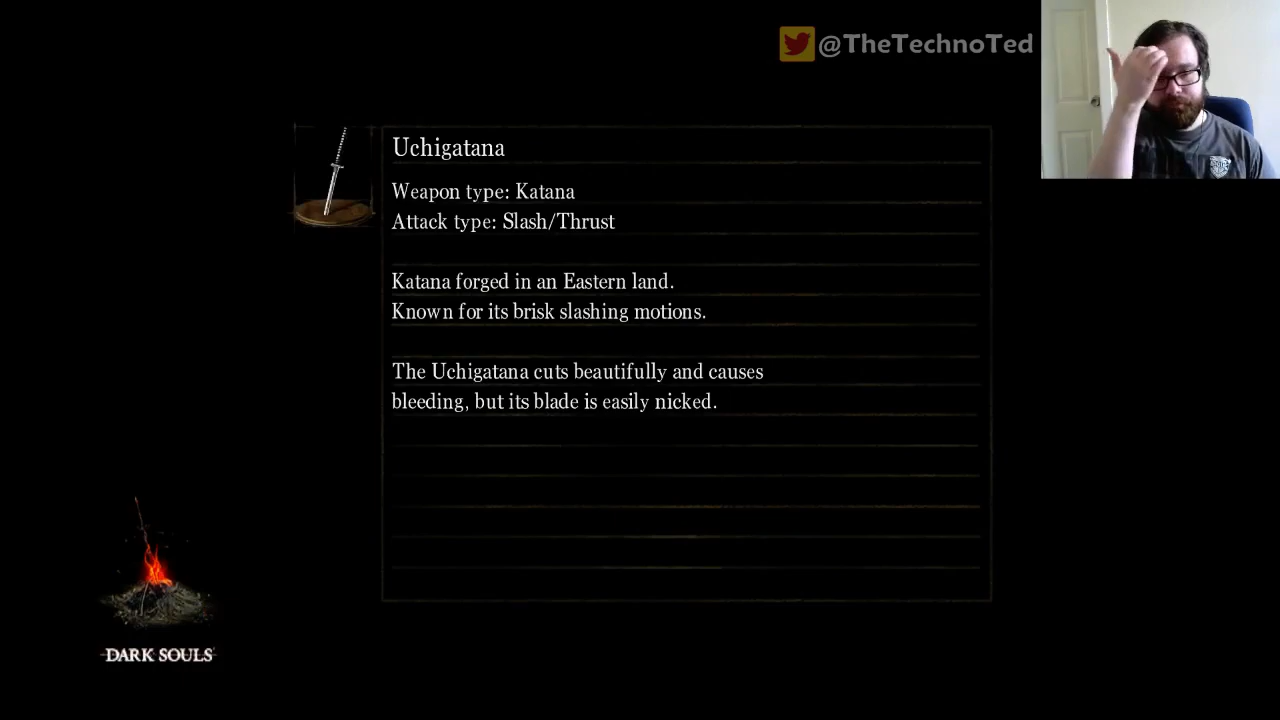 @TheTechnoTed
Uchigatana
Weapon type: Katana
Attack type: Slash/Thrust
Katana forged in an Eastern land.
Known for its brisk slashing motions.
The Uchigatana cuts beautifully and causes
bleeding, but its blade is easily nicked.
DARK SOULS